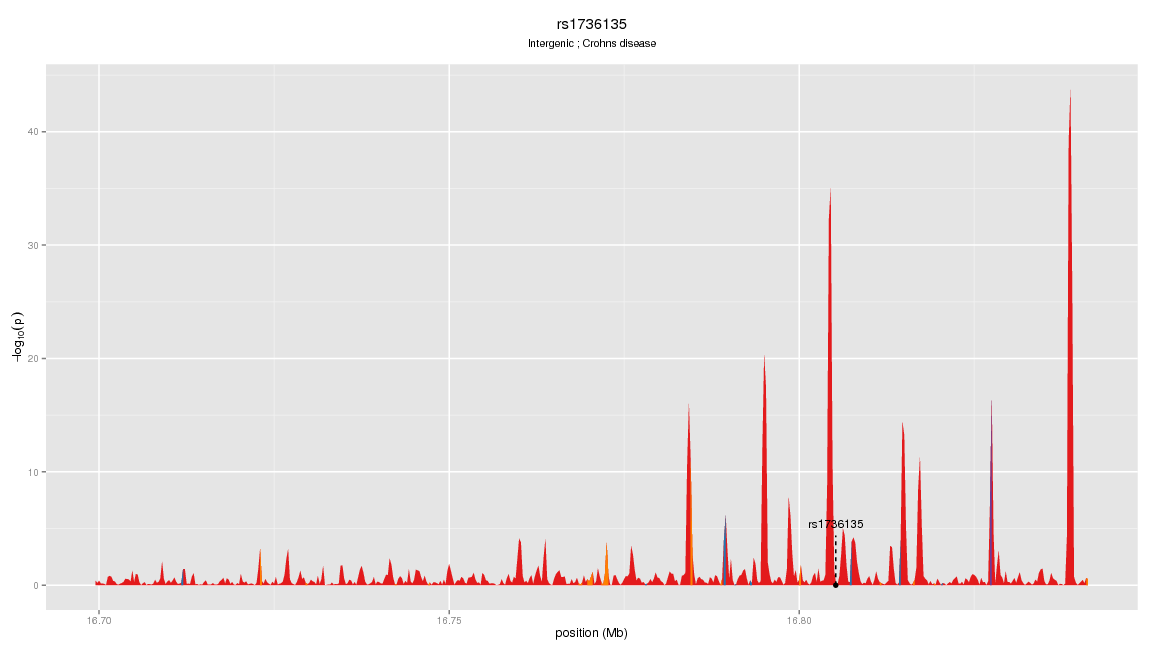 rs1736135
Intergenic ; Crohns disease
−log10(p)
40
30
20
10
0
rs1736135
16.70
16.75
16.80
position (Mb)